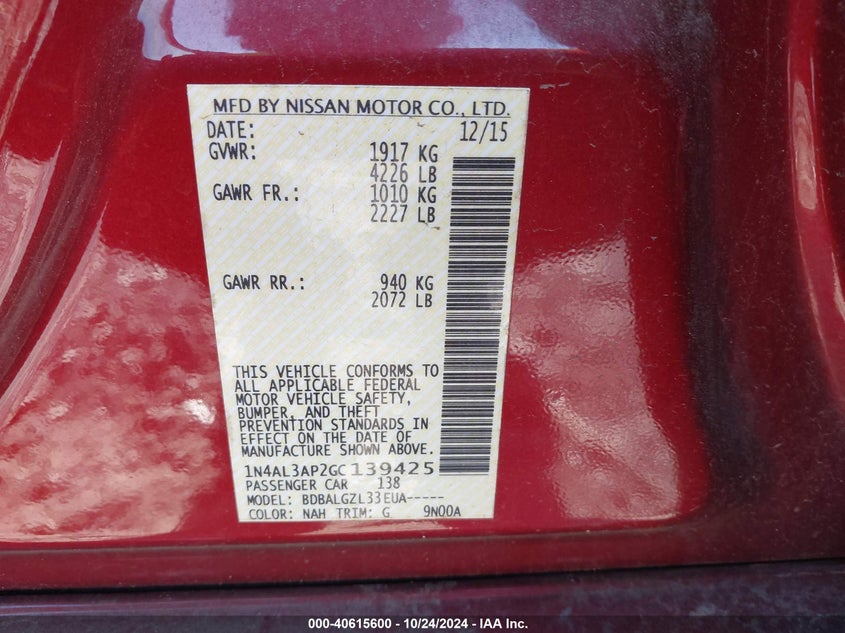 MFD BY NISSAN MOTOR CO., LTD.
DATE: 12/15
GVWR: 1917 KG
4226 LB
GAWR FR.: 1010 KG
2227 LB
GAWR RR.: 940 KG
2072 LB
THIS VEHICLE CONFORMS TO
ALL APPLICABLE FEDERAL
MOTOR VEHICLE SAFETY,
BUMPER, AND THEFT
PREVENTION STANDARDS IN
EFFECT ON THE DATE OF
MANUFACTURE SHOWN ABOVE.
1N4AL3AP2GC139425
PASSENGER CAR 138
MODEL: BDBALGZL33EUA-----
COLOR: NAH TRIM: G 9N00A
000-40615600 - 10/24/2024 - IAA Inc.